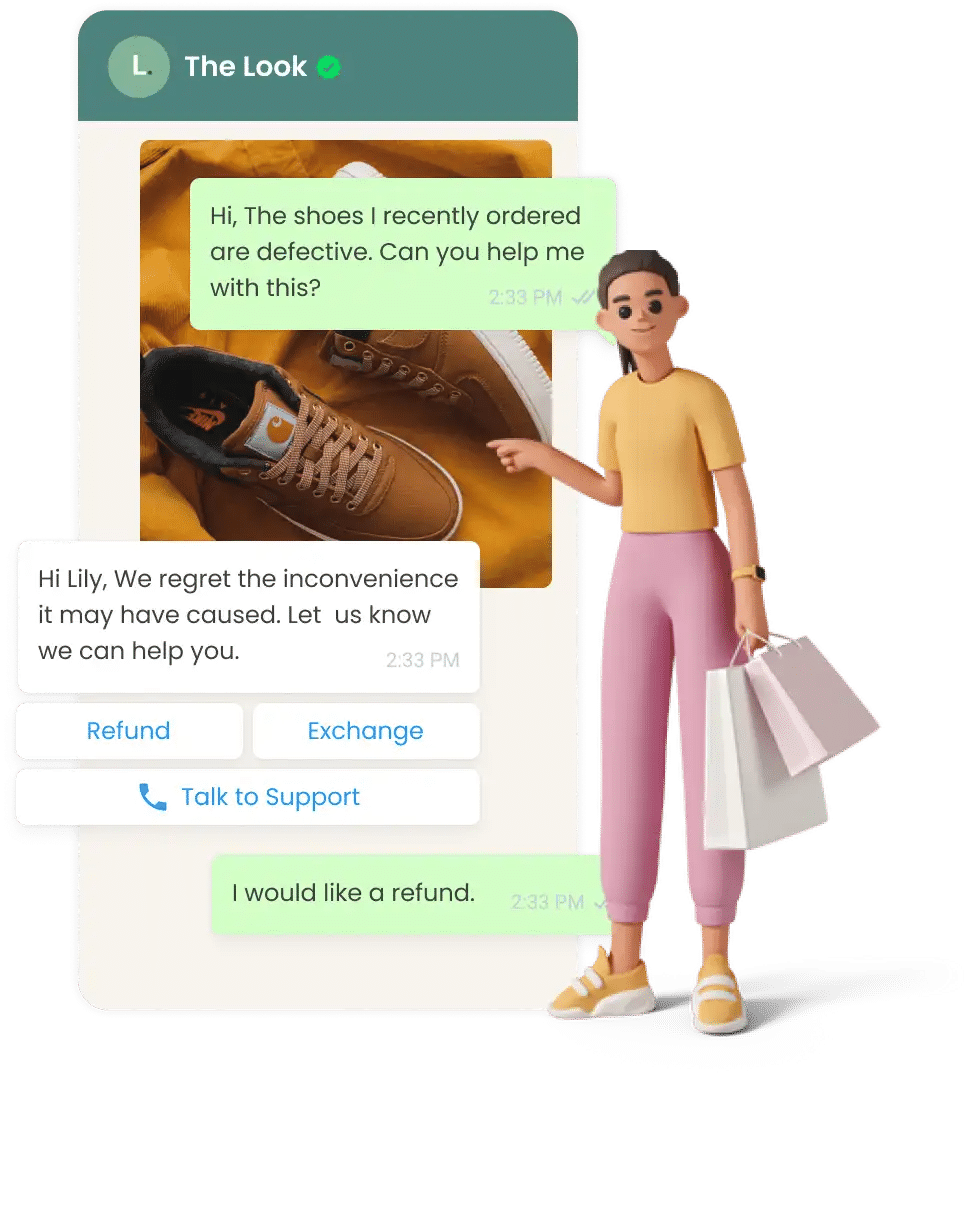 L.
The Look
Hi, The shoes I recently ordered
are defective. Can you help me
with this?
2:33 PM
Hi Lily, We regret the inconvenience
it may have caused. Let  us know
we can help you.
2:33 PM
Refund
Exchange
Talk to Support
I would like a refund.
2:33 PM